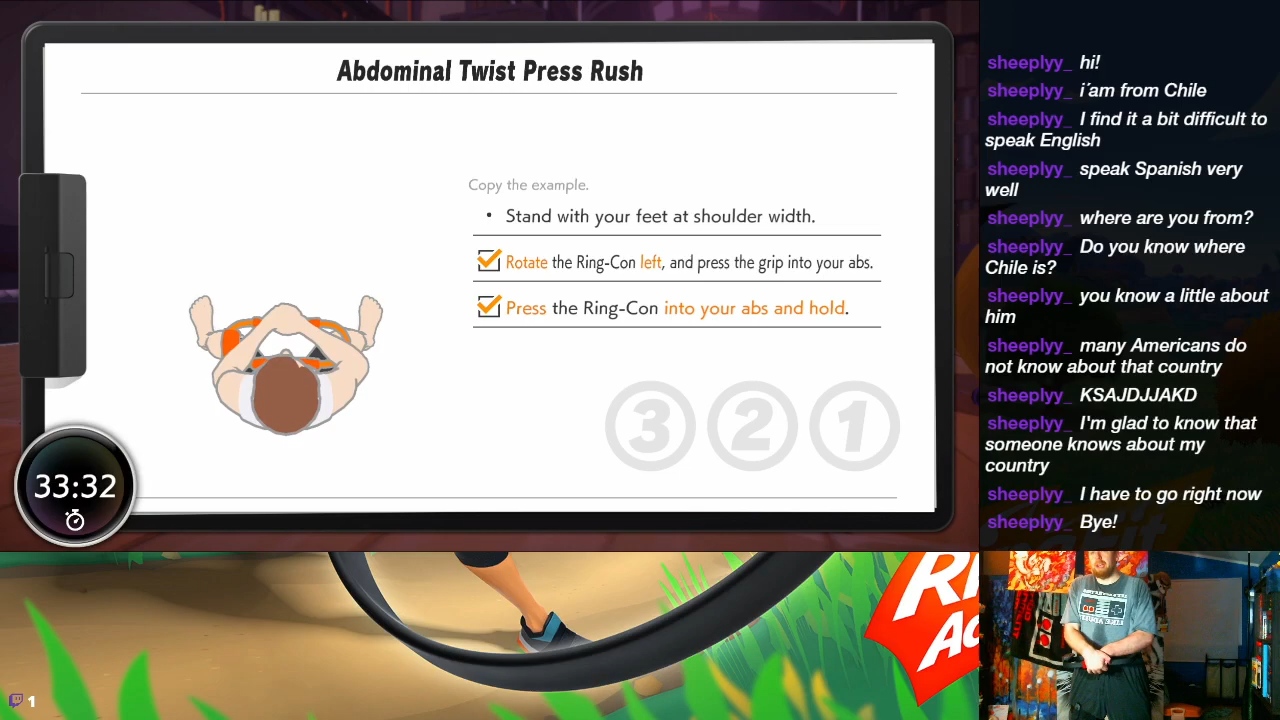 Abdominal Twist Press Rush
Copy the example.
• Stand with your feet at shoulder width.
Rotate the Ring-Con left, and press the grip into your abs.
Press the Ring-Con into your abs and hold.
3 2 1
33:32
1
sheeplyy_ hi!
sheeplyy_ i´am from Chile
sheeplyy_ I find it a bit difficult to
speak English
sheeplyy_ speak Spanish very
well
sheeplyy_ where are you from?
sheeplyy_ Do you know where
Chile is?
sheeplyy_ you know a little about
him
sheeplyy_ many Americans do
not know about that country
sheeplyy_ KSAJDJJAKD
sheeplyy_ I'm glad to know that
someone knows about my
country
sheeplyy_ I have to go right now
sheeplyy_ Bye!